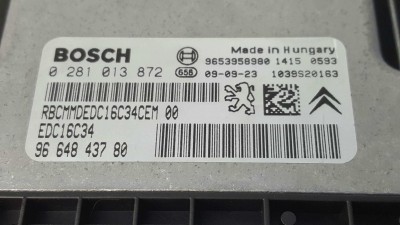 BOSCH
Made in Hungary
9653958980 1415 0593
0 281 013 872 658 09-09-23 1039S20163
RBCMMDEDC16C34CEM 00
EDC16C34
96 648 437 80